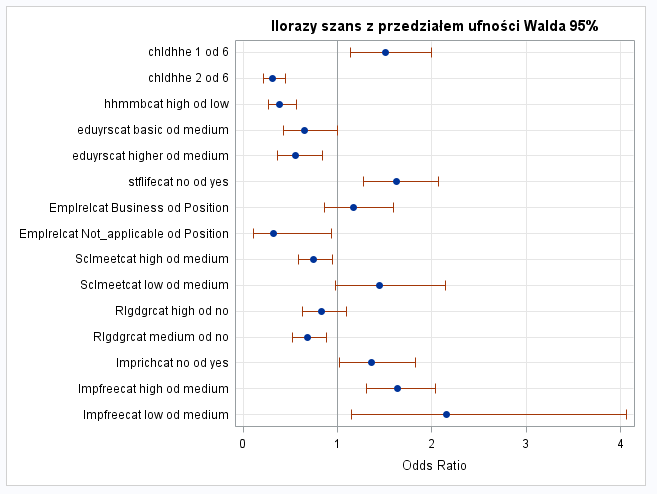 Ilorazy szans z przedziałem ufności Walda 95%
chldhhe 1 od 6
chldhhe 2 od 6
hhmmbcat high od low
eduyrscat basic od medium
eduyrscat higher od medium
stflifecat no od yes
Emplrelcat Business od Position
Emplrelcat Not_applicable od Position
Sclmeetcat high od medium
Sclmeetcat low od medium
Rlgdgrcat high od no
Rlgdgrcat medium od no
Imprichcat no od yes
Impfreecat high od medium
Impfreecat low od medium
0 1 2 3 4
Odds Ratio